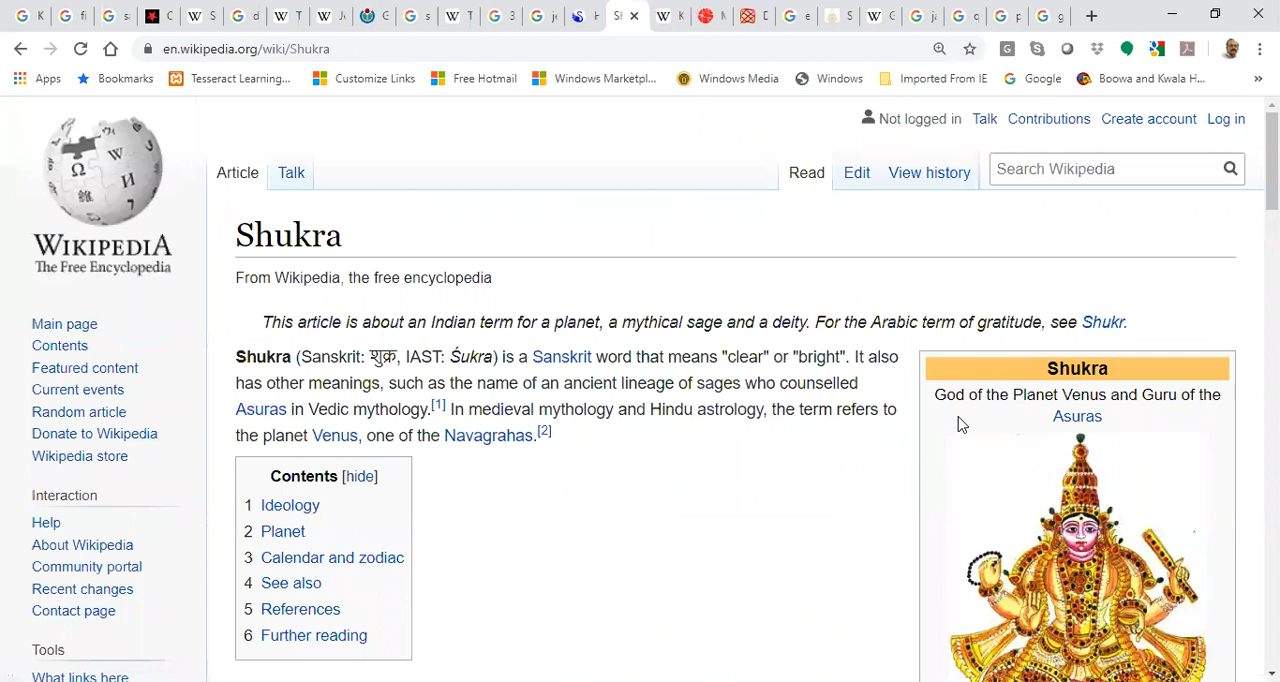 K
fi
sa
C
S
d
T
Je
G
s
T
3
je
H
Sh
K
M
D
e
S
G
ja
q
p
g
en.wikipedia.org/wiki/Shukra
Apps Bookmarks Tesseract Learning... Customize Links Free Hotmail Windows Marketpl... Windows Media Windows Imported From IE Google Boowa and Kwala H... »
Not logged in Talk Contributions Create account Log in
Article Talk Read Edit View history Search Wikipedia
WIKIPEDIA
The Free Encyclopedia
Main page
Contents
Featured content
Current events
Random article
Donate to Wikipedia
Wikipedia store
Interaction
Help
About Wikipedia
Community portal
Recent changes
Contact page
Tools
What links here
Shukra
From Wikipedia, the free encyclopedia
This article is about an Indian term for a planet, a mythical sage and a deity. For the Arabic term of gratitude, see Shukr.
Shukra (Sanskrit: शुक्र, IAST: Śukra) is a Sanskrit word that means "clear" or "bright". It also
has other meanings, such as the name of an ancient lineage of sages who counselled
Asuras in Vedic mythology.[1] In medieval mythology and Hindu astrology, the term refers to
the planet Venus, one of the Navagrahas.[2]
Contents [hide]
1 Ideology
2 Planet
3 Calendar and zodiac
4 See also
5 References
6 Further reading
Shukra
God of the Planet Venus and Guru of the
Asuras